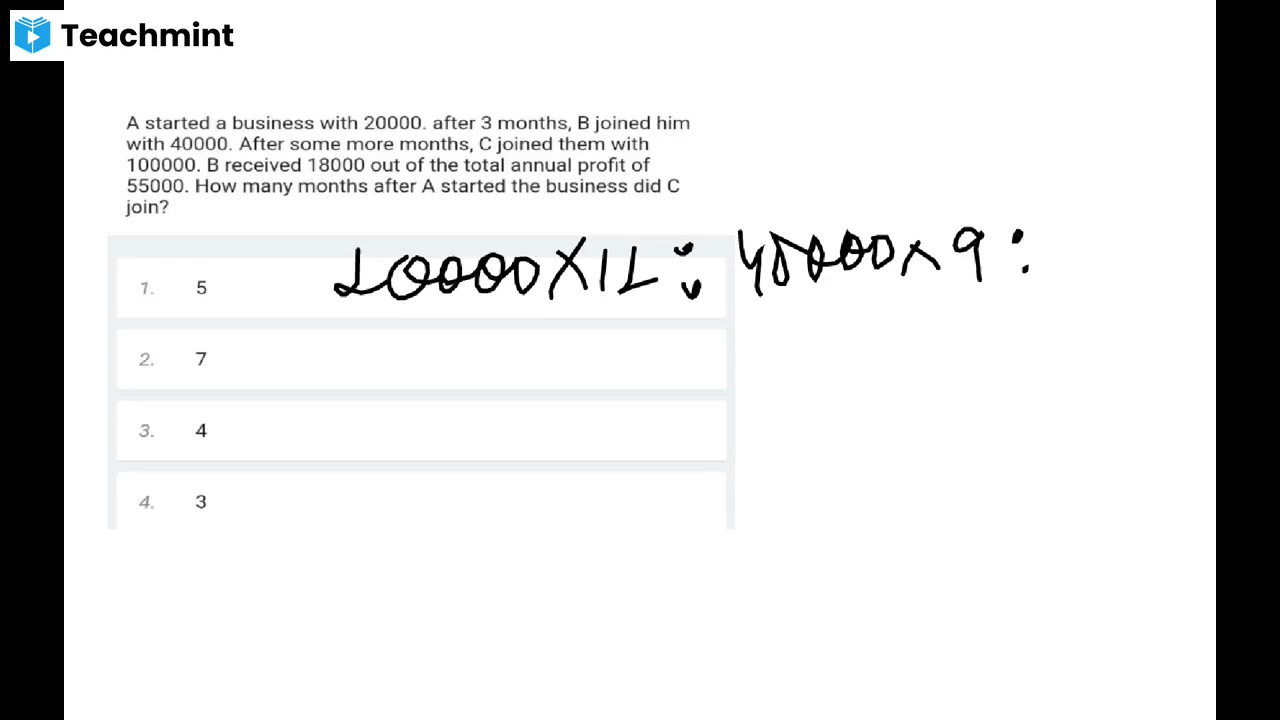 Teachmint
A started a business with 20000. after 3 months, B joined him
with 40000. After some more months, C joined them with
100000. B received 18000 out of the total annual profit of
55000. How many months after A started the business did C
join?
20000 × 12 : 40000 × 9 :
1. 5
2. 7
3. 4
4. 3